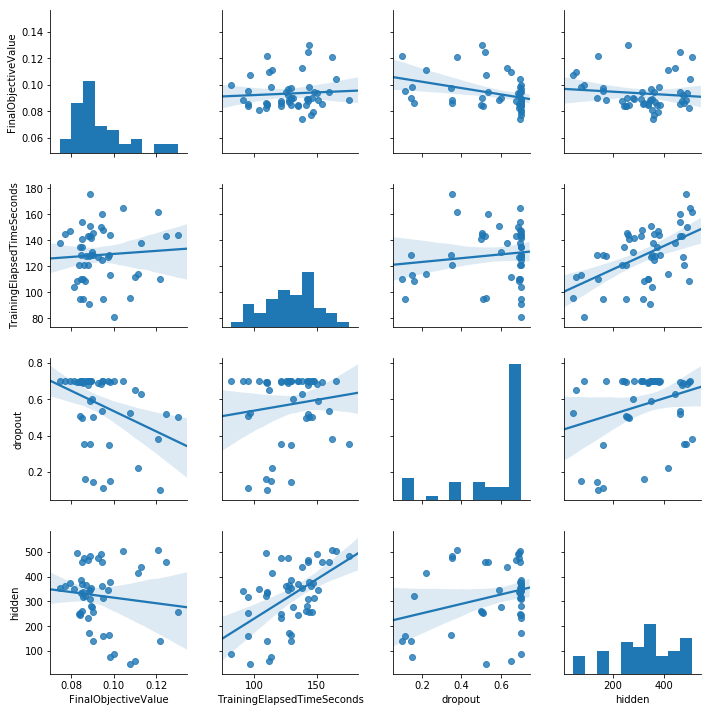 FinalObjectiveValue
0.14
0.12
0.10
0.08
0.06
TrainingElapsedTimeSeconds
180
160
140
120
100
80
dropout
0.8
0.6
0.4
0.2
hidden
500
400
300
200
100
0.08 0.10 0.12
FinalObjectiveValue
100 150
TrainingElapsedTimeSeconds
0.2 0.4 0.6
dropout
200 400
hidden